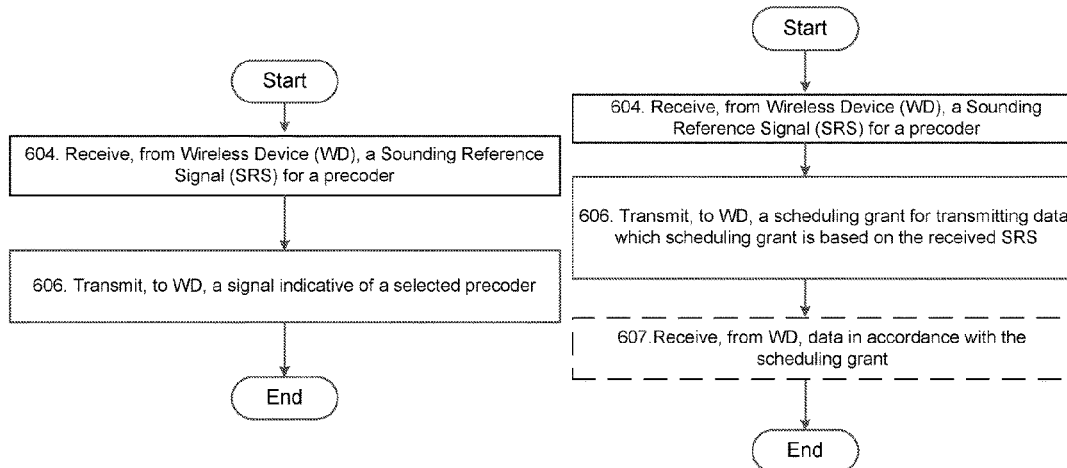 Start
604. Receive, from Wireless Device (WD), a Sounding Reference
Signal (SRS) for a precoder
606. Transmit, to WD, a signal indicative of a selected precoder
End
Start
604. Receive, from Wireless Device (WD), a Sounding
Reference Signal (SRS) for a precoder
606. Transmit, to WD, a scheduling grant for transmitting data
which scheduling grant is based on the received SRS
607.Receive, from WD, data in accordance with the
scheduling grant
End